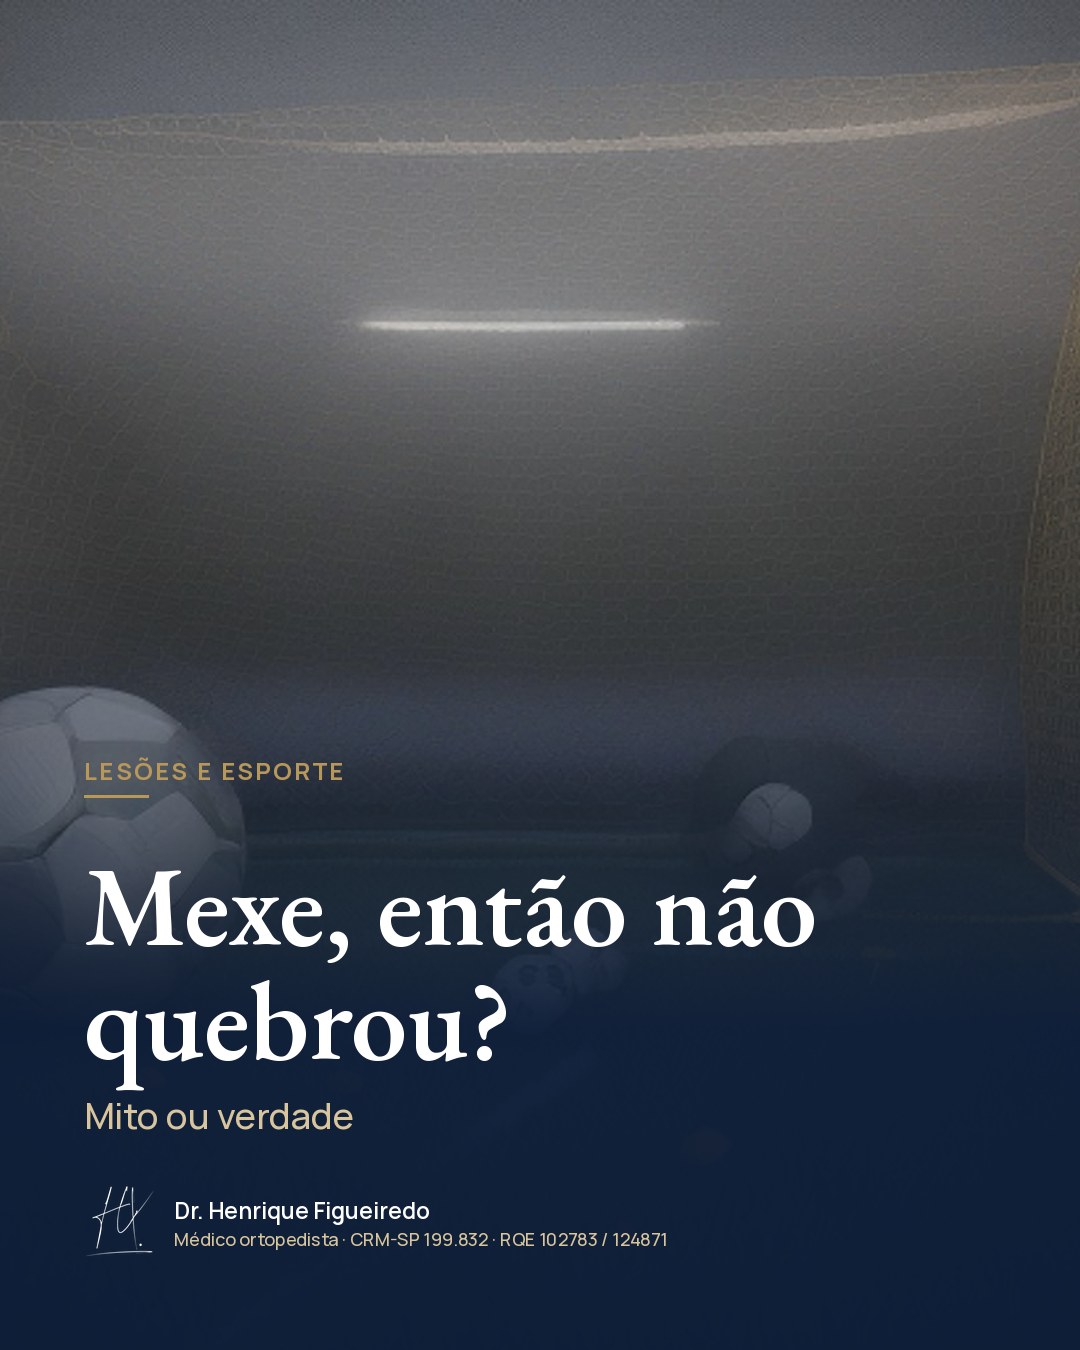 LESÕES E ESPORTE
Mexe, então não
quebrou?
Mito ou verdade
Dr. Henrique Figueiredo
Médico ortopedista · CRM-SP 199.832 · RQE 102783 / 124871